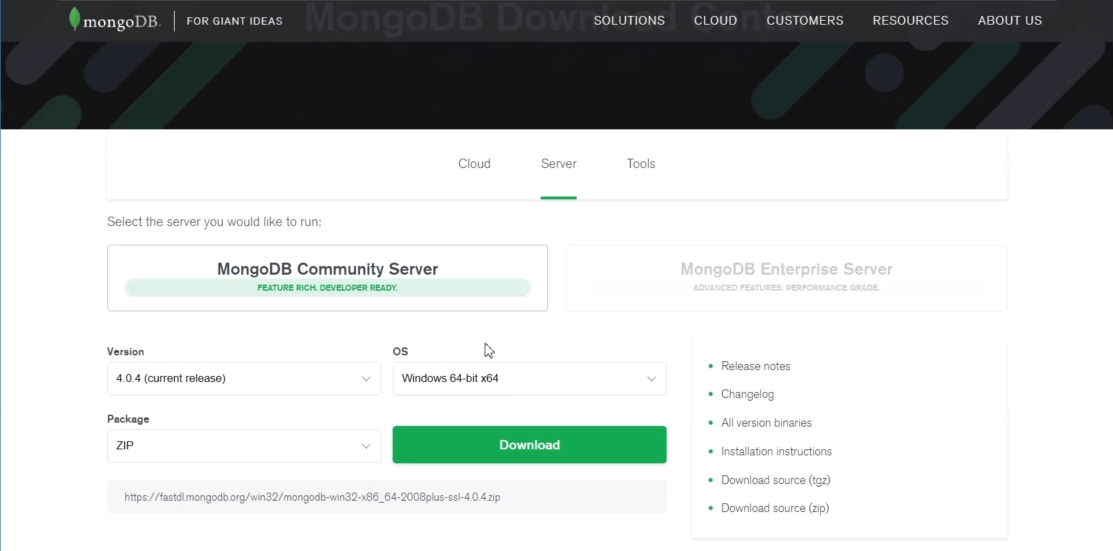 mongoDB. FOR GIANT IDEAS
MongoDB Download Center
SOLUTIONS CLOUD CUSTOMERS RESOURCES ABOUT US
Cloud Server Tools
Select the server you would like to run:
MongoDB Community Server
FEATURE RICH. DEVELOPER READY.
MongoDB Enterprise Server
ADVANCED FEATURES. PERFORMANCE GRADE.
Version
4.0.4 (current release)
OS
Windows 64-bit x64
Package
ZIP
Download
https://fastdl.mongodb.org/win32/mongodb-win32-x86_64-2008plus-ssl-4.0.4.zip
Release notes
Changelog
All version binaries
Installation instructions
Download source (tgz)
Download source (zip)